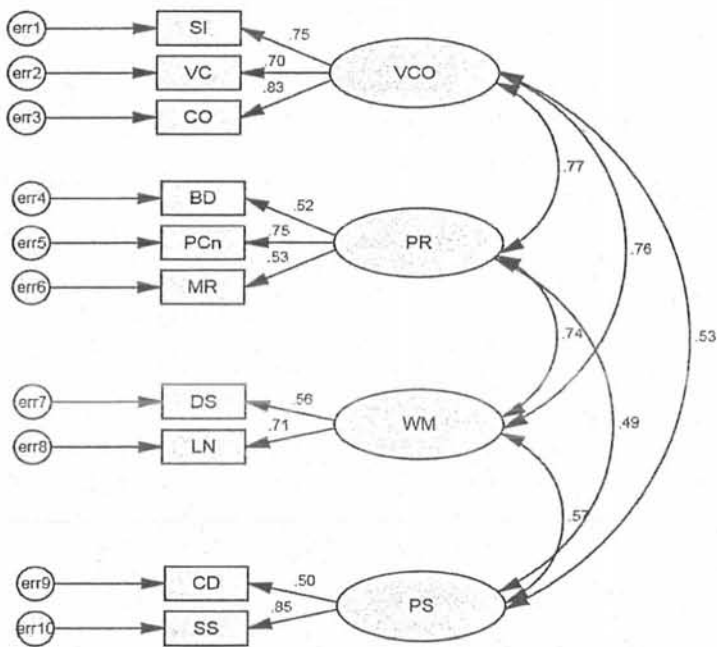 err1 SI .75
err2 VC .70 VCO
err3 CO .83
.77
err4 BD .52
err5 PCn .75 PR
.76
err6 MR .53
.74 .53
err7 DS .56
WM .49
err8 LN .71
.57
err9 CD .50
PS
err10 SS .85